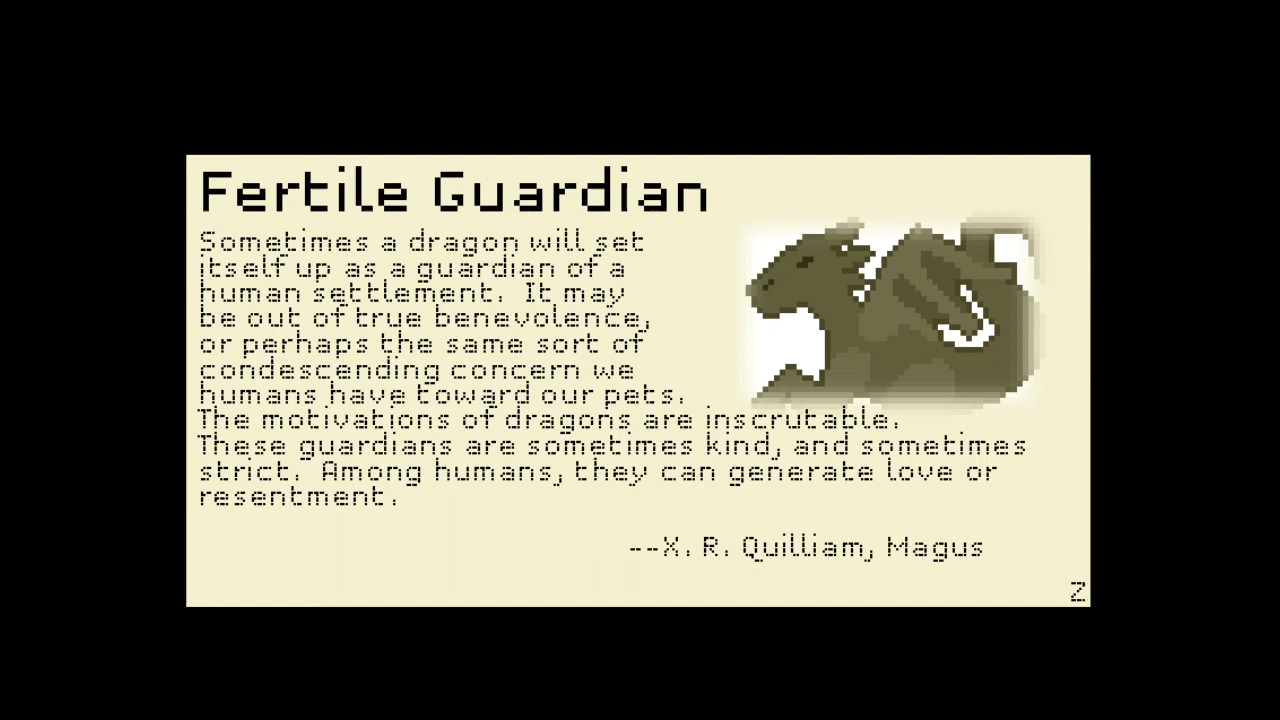 Fertile Guardian
Sometimes a dragon will set
itself up as a guardian of a
human settlement. It may
be out of true benevolence,
or perhaps the same sort of
condescending concern we
humans have toward our pets.
The motivations of dragons are inscrutable.
These guardians are sometimes kind, and sometimes
strict. Among humans, they can generate love or
resentment.
--X. R. Quilliam, Magus
Z